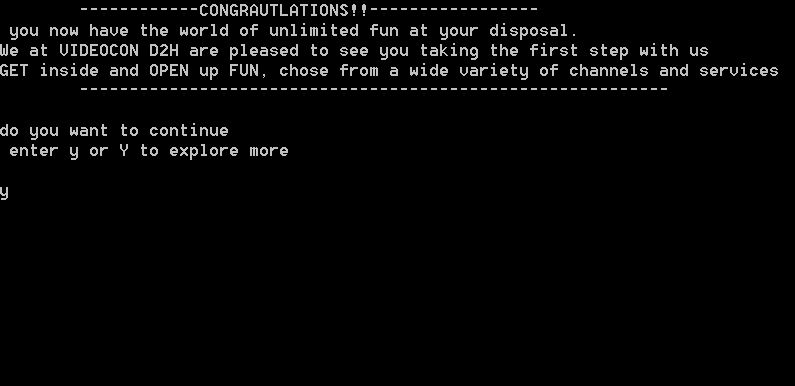 ------------CONGRAUTLATIONS!!-----------------
you now have the world of unlimited fun at your disposal.
We at VIDEOCON D2H are pleased to see you taking the first step with us
GET inside and OPEN up FUN, chose from a wide variety of channels and services
-----------------------------------------------------------
do you want to continue
enter y or Y to explore more
y